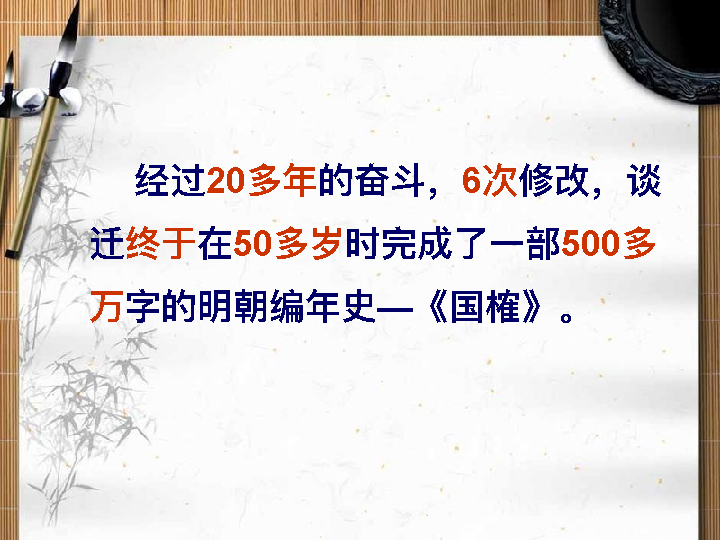 经过20多年的奋斗，6次修改，谈
迁终于在50多岁时完成了一部500多
万字的明朝编年史—《国榷》。